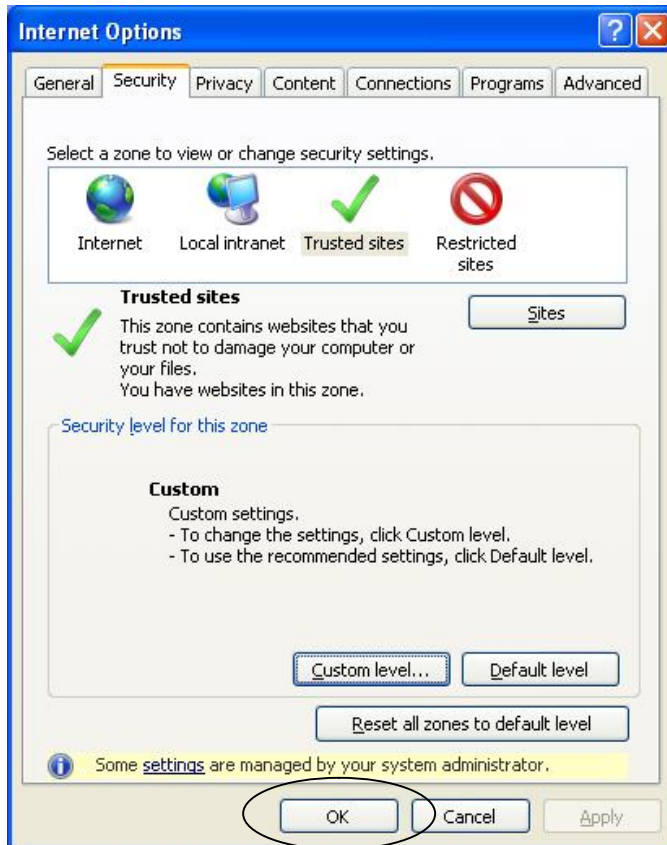 Internet Options
General Security Privacy Content Connections Programs Advanced
Select a zone to view or change security settings.
Internet
Local intranet
Trusted sites
Restricted
sites
Trusted sites
Sites
This zone contains websites that you
trust not to damage your computer or
your files.
You have websites in this zone.
Security level for this zone
Custom
Custom settings.
- To change the settings, click Custom level.
- To use the recommended settings, click Default level.
Custom level... Default level
Reset all zones to default level
Some settings are managed by your system administrator.
OK Cancel Apply